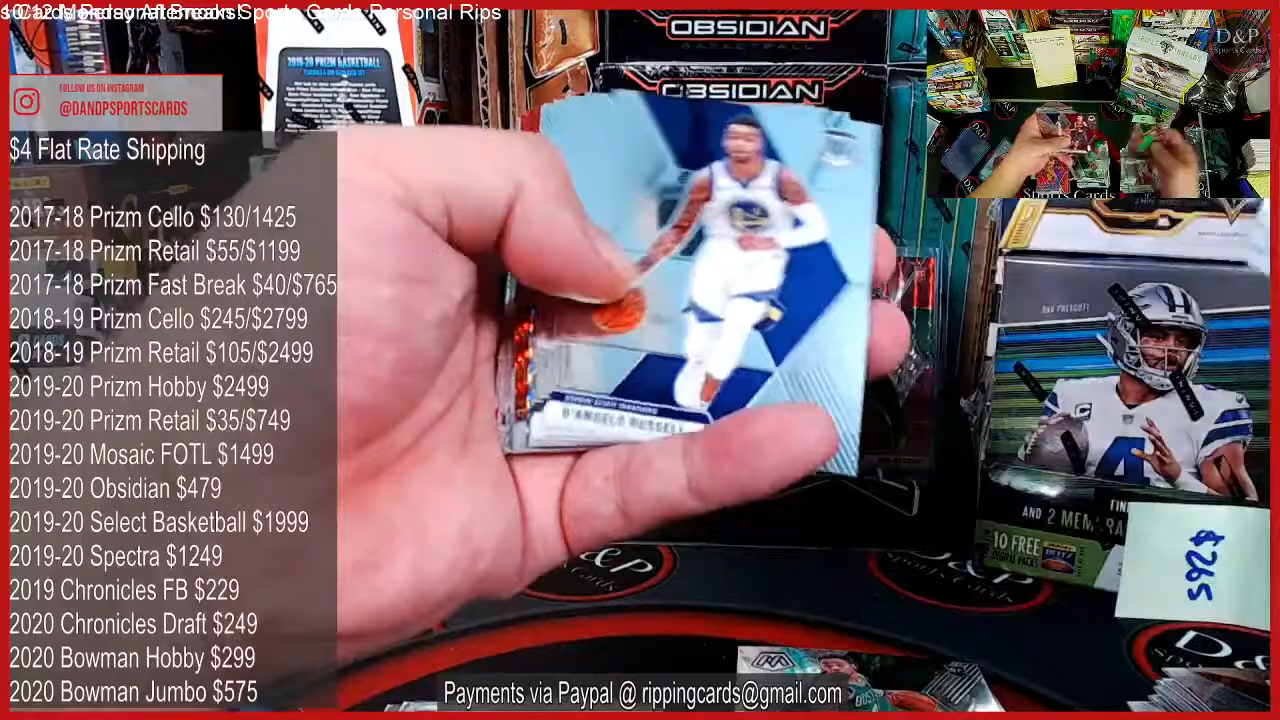 OBSIDIAN
BASKETBALL
OBSIDIAN
2019-20 PRIZM BASKETBALL
FOLLOW US ON INSTAGRAM
@DANDPSPORTSCARDS
$4 Flat Rate Shipping
2017-18 Prizm Cello $130/1425
2017-18 Prizm Retail $55/$1199
2017-18 Prizm Fast Break $40/$765
2018-19 Prizm Cello $245/$2799
2018-19 Prizm Retail $105/$2499
2019-20 Prizm Hobby $2499
2019-20 Prizm Retail $35/$749
2019-20 Mosaic FOTL $1499
2019-20 Obsidian $479
2019-20 Select Basketball $1999
2019-20 Spectra $1249
2019 Chronicles FB $229
2020 Chronicles Draft $249
2020 Bowman Hobby $299
2020 Bowman Jumbo $575
D'ANGELO RUSSELL
D&P
Sports Cards
Sports Cards
DAK PRESCOTT
4
AND 2 MEM
10 FREE
$265
D&P
Payments via Paypal @ rippingcards@gmail.com